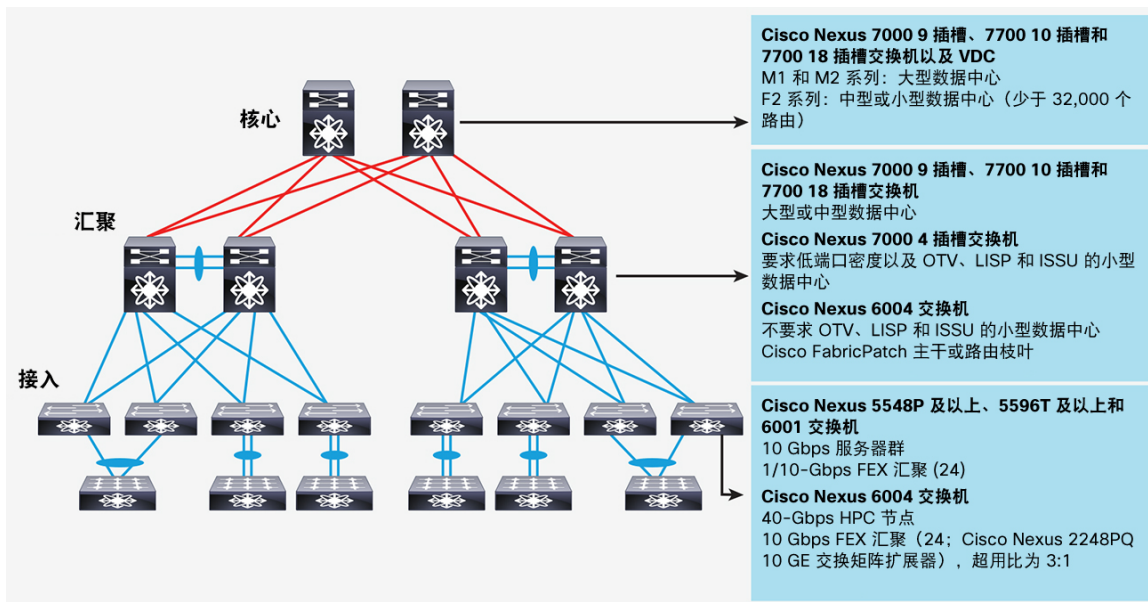 核心
汇聚
接入
Cisco Nexus 7000 9 插槽、7700 10 插槽和
7700 18 插槽交换机以及 VDC
M1 和 M2 系列：大型数据中心
F2 系列：中型或小型数据中心（少于 32,000 个
路由）
Cisco Nexus 7000 9 插槽、7700 10 插槽和
7700 18 插槽交换机
大型或中型数据中心
Cisco Nexus 7000 4 插槽交换机
要求低端口密度以及 OTV、LISP 和 ISSU 的小型
数据中心
Cisco Nexus 6004 交换机
不要求 OTV、LISP 和 ISSU 的小型数据中心
Cisco FabricPatch 主干或路由枝叶
Cisco Nexus 5548P 及以上、5596T 及以上和
6001 交换机
10 Gbps 服务器群
1/10-Gbps FEX 汇聚 (24)
Cisco Nexus 6004 交换机
40-Gbps HPC 节点
10 Gbps FEX 汇聚（24；Cisco Nexus 2248PQ
10 GE 交换矩阵扩展器），超用比为 3:1